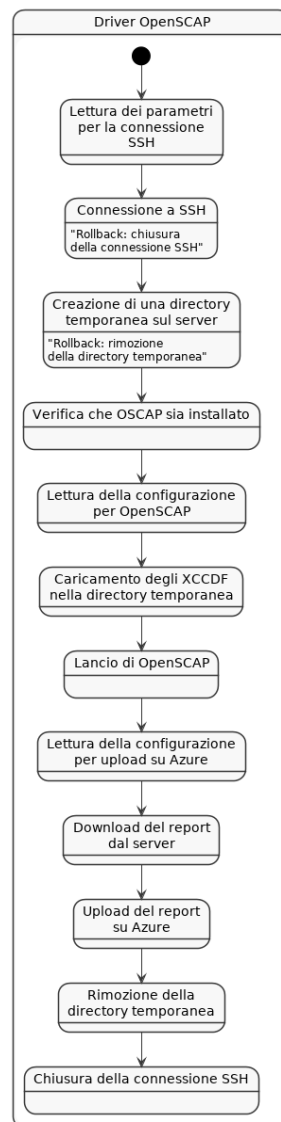 Driver OpenSCAP
Lettura dei parametri
per la connessione
SSH
Connessione a SSH
"Rollback: chiusura
della connessione SSH"
Creazione di una directory
temporanea sul server
"Rollback: rimozione
della directory temporanea"
Verifica che OSCAP sia installato
Lettura della configurazione
per OpenSCAP
Caricamento degli XCCDF
nella directory temporanea
Lancio di OpenSCAP
Lettura della configurazione
per upload su Azure
Download del report
dal server
Upload del report
su Azure
Rimozione della
directory temporanea
Chiusura della connessione SSH